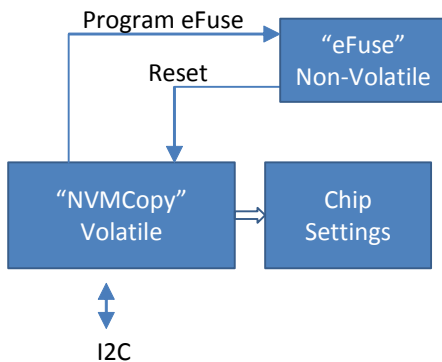 Program eFuse
“eFuse”
Non-Volatile
Reset
“NVMCopy”
Volatile
Chip
Settings
I2C